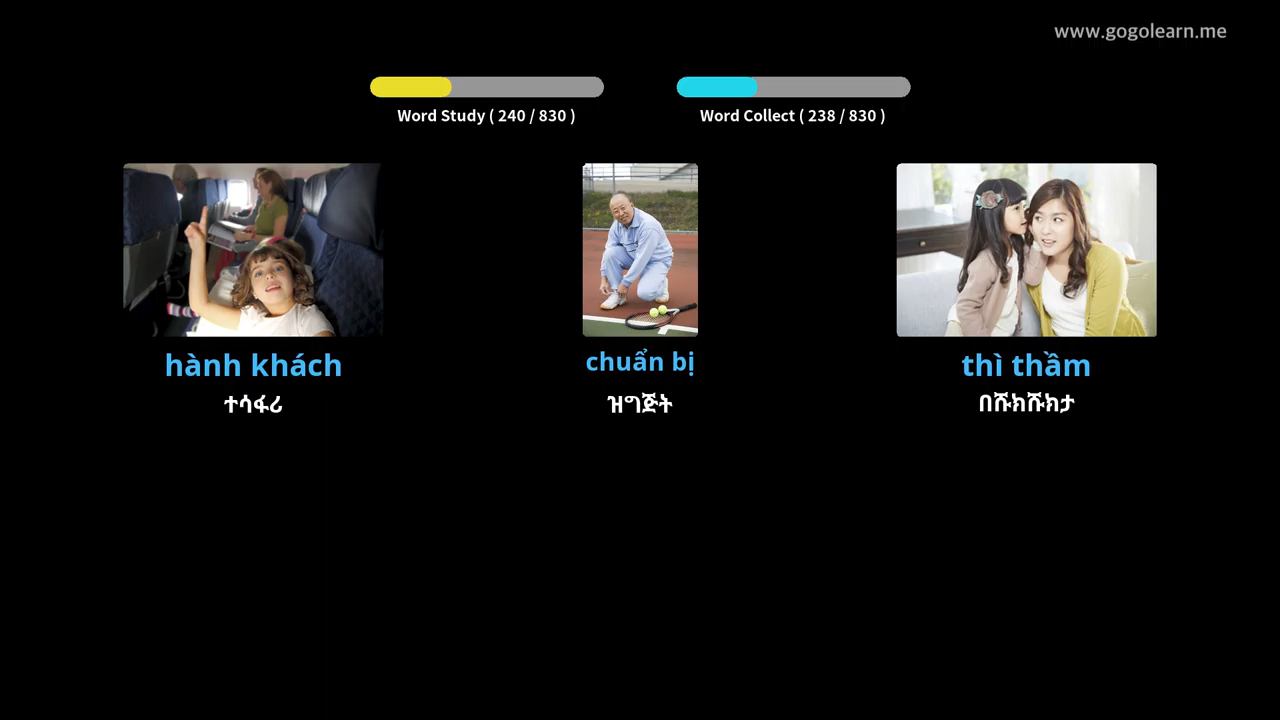 www.gogolearn.me
Word Study ( 240 / 830 )
Word Collect ( 238 / 830 )
hành khách
chuẩn bị
thì thầm
ተሳፋሪ
ዝግጅት
በሹክሹክታ